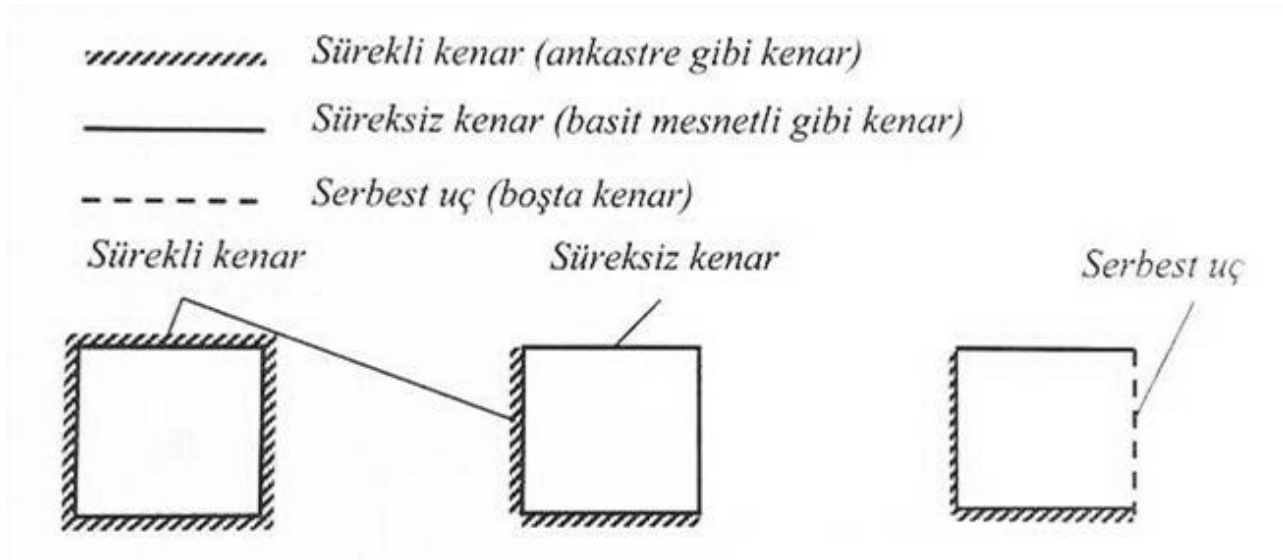 Sürekli kenar (ankastre gibi kenar)
Süreksiz kenar (basit mesnetli gibi kenar)
Serbest uç (boşta kenar)
Sürekli kenar
Süreksiz kenar
Serbest uç